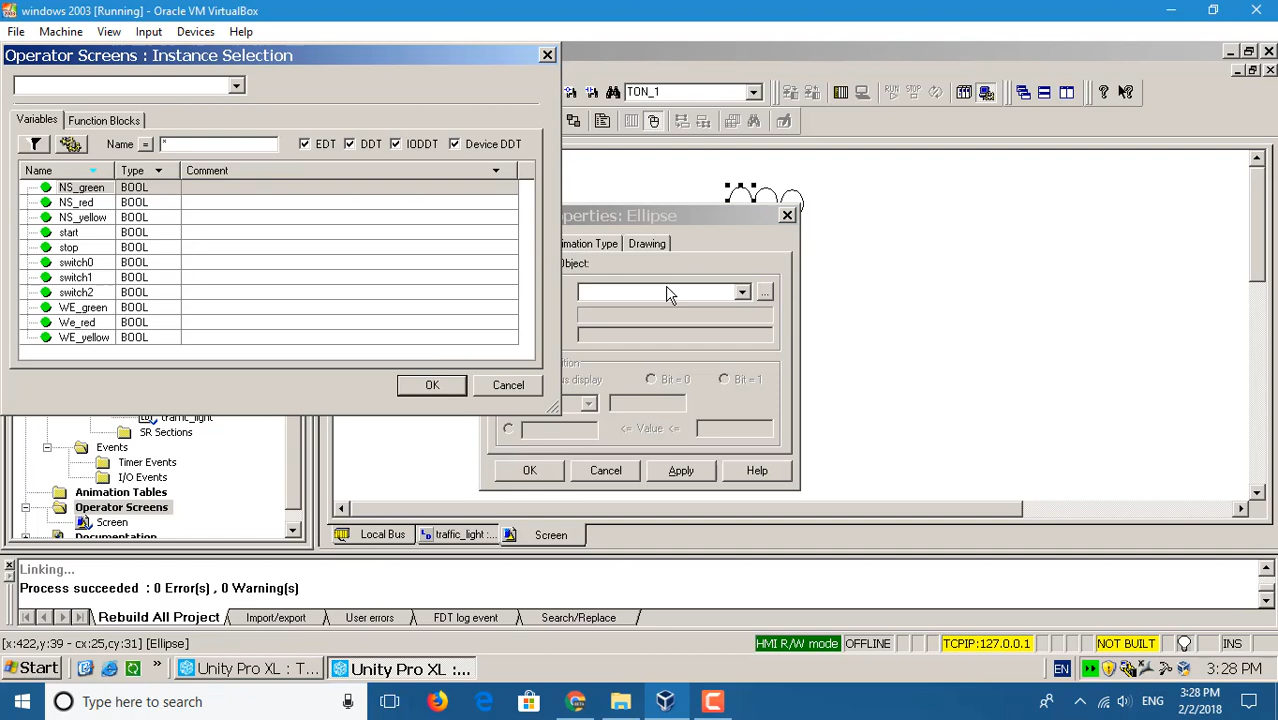 windows 2003 [Running] - Oracle VM VirtualBox
File Machine View Input Devices Help
Operator Screens : Instance Selection
TON_1
RUN STOP
Variables Function Blocks
Name = * EDT DDT IODDT Device DDT
Name Type Comment
NS_green BOOL
NS_red BOOL
NS_yellow BOOL
start BOOL
stop BOOL
switch0 BOOL
switch1 BOOL
switch2 BOOL
WE_green BOOL
We_red BOOL
WE_yellow BOOL
OK Cancel
operties: Ellipse
imation Type Drawing
Object:
...
Bit = 0 Bit = 1
<= Value <=
OK Cancel Apply Help
traffic_light
SR Sections
Events
Timer Events
I/O Events
Animation Tables
Operator Screens
Screen
Documentation
Local Bus traffic_light :... Screen
Linking...
Process succeeded : 0 Error(s) , 0 Warning(s)
Rebuild All Project Import/export User errors FDT log event Search/Replace
[x:422,y:39 - cx:25,cy:31] [Ellipse] HMI R/W mode OFFLINE TCPIP:127.0.0.1 NOT BUILT INS
Start » Unity Pro XL : T... Unity Pro XL :... EN 3:28 PM
Type here to search ENG 3:28 PM
2/2/2018